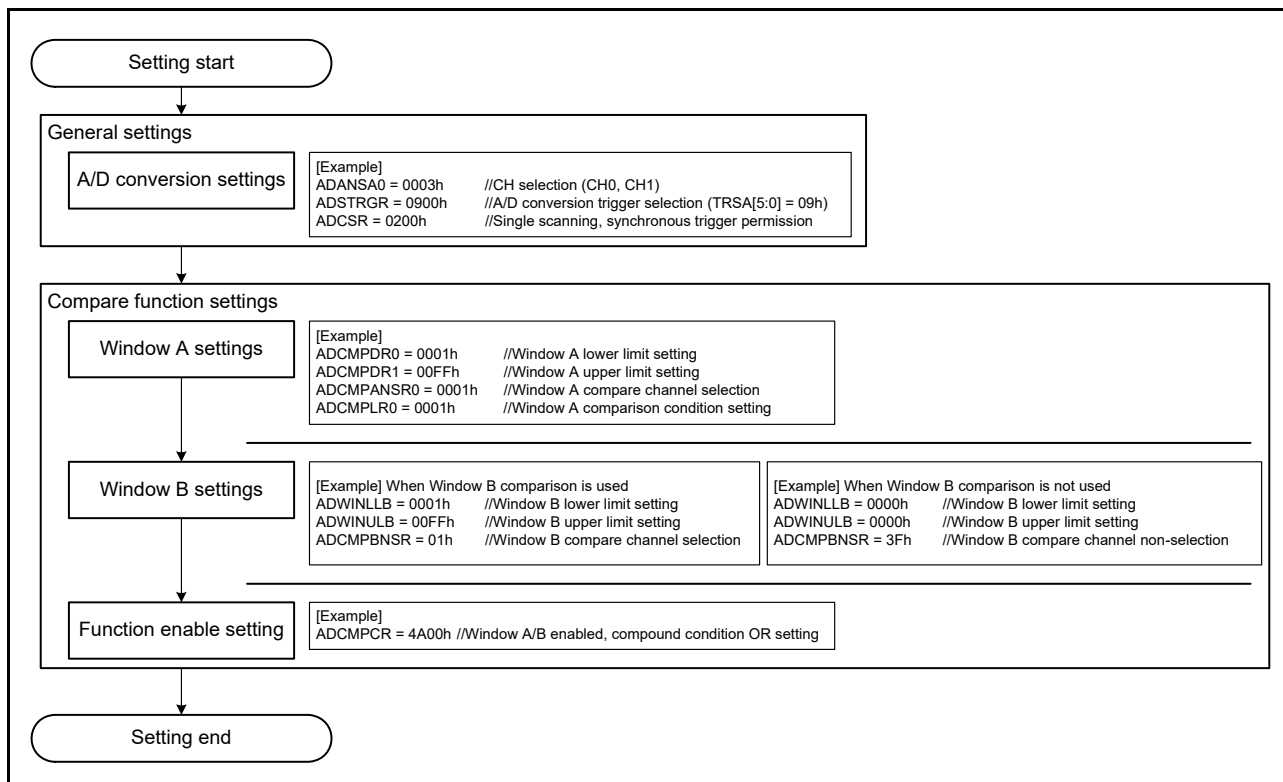 Setting start
General settings
A/D conversion settings
[Example]
ADANSA0 = 0003h //CH selection (CH0, CH1)
ADSTRGR = 0900h //A/D conversion trigger selection (TRSA[5:0] = 09h)
ADCSR = 0200h //Single scanning, synchronous trigger permission
Compare function settings
Window A settings
[Example]
ADCMPDR0 = 0001h //Window A lower limit setting
ADCMPDR1 = 00FFh //Window A upper limit setting
ADCMPANSR0 = 0001h //Window A compare channel selection
ADCMPLR0 = 0001h //Window A comparison condition setting
Window B settings
[Example] When Window B comparison is used
ADWINLLB = 0001h //Window B lower limit setting
ADWINULB = 00FFh //Window B upper limit setting
ADCMPBNSR = 01h //Window B compare channel selection
[Example] When Window B comparison is not used
ADWINLLB = 0000h //Window B lower limit setting
ADWINULB = 0000h //Window B upper limit setting
ADCMPBNSR = 3Fh //Window B compare channel non-selection
Function enable setting
[Example]
ADCMPCR = 4A00h //Window A/B enabled, compound condition OR setting
Setting end